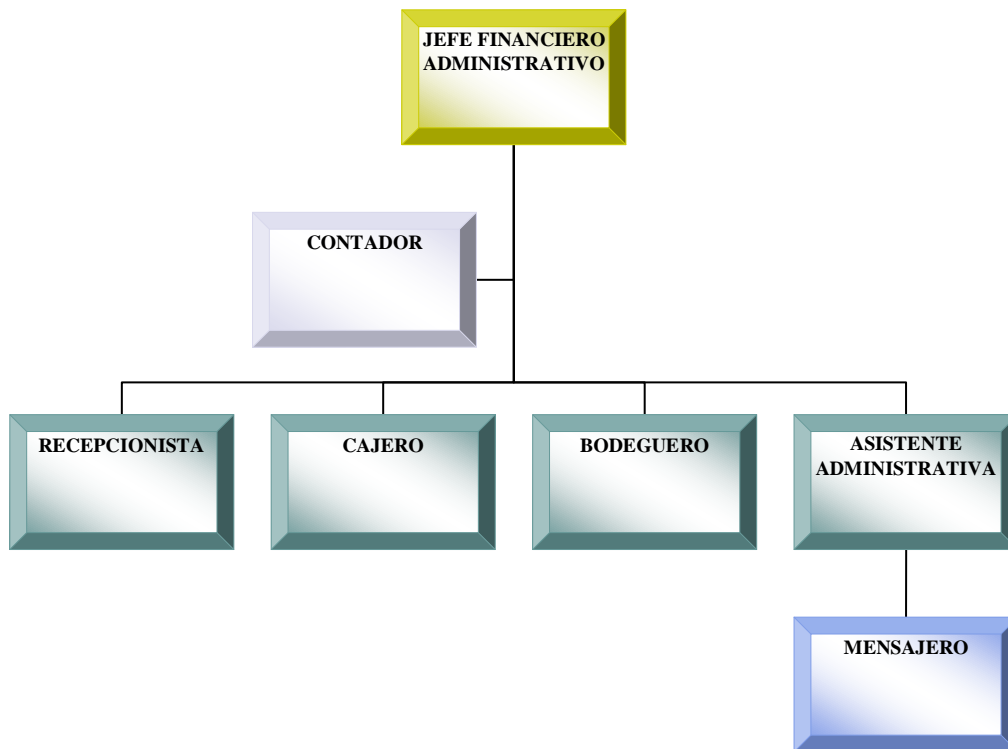 JEFE FINANCIERO
ADMINISTRATIVO
CONTADOR
RECEPCIONISTA
CAJERO
BODEGUERO
ASISTENTE
ADMINISTRATIVA
MENSAJERO